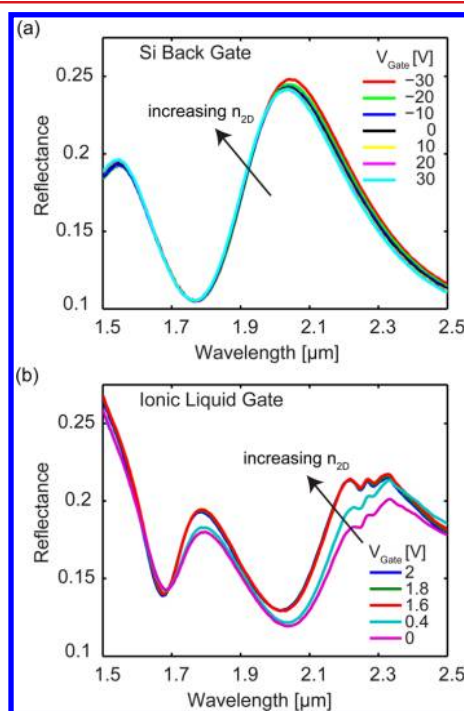 (a)
Si Back Gate
V_Gate [V]
−30
−20
−10
0
10
20
30
increasing n_2D
0.25
0.2
0.15
0.1
Reflectance
1.5 1.7 1.9 2.1 2.3 2.5
Wavelength [µm]
(b)
Ionic Liquid Gate
increasing n_2D
V_Gate [V]
2
1.8
1.6
0.4
0
0.25
0.2
0.15
0.1
Reflectance
1.5 1.7 1.9 2.1 2.3 2.5
Wavelength [µm]